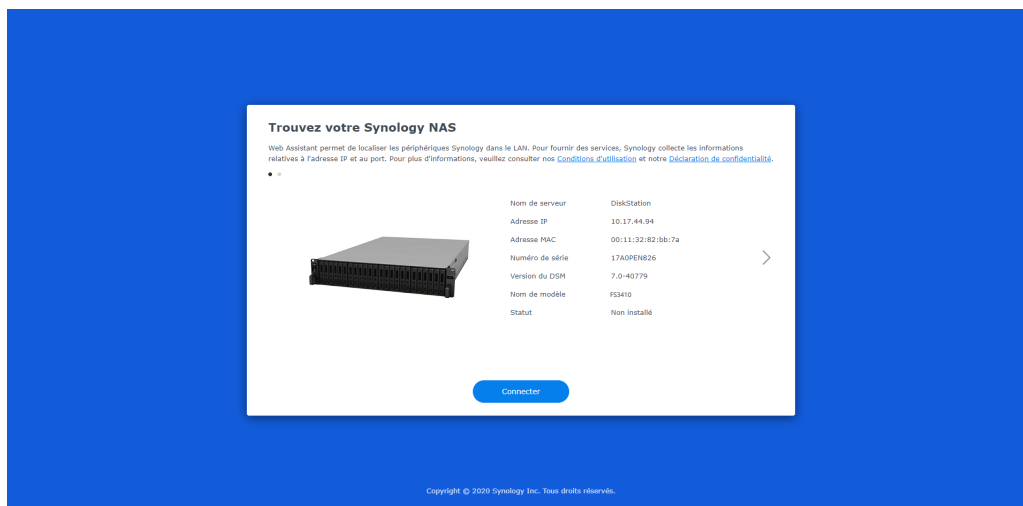 Trouvez votre Synology NAS
Web Assistant permet de localiser les périphériques Synology dans le LAN. Pour fournir des services, Synology collecte les informations
relatives à l'adresse IP et au port. Pour plus d'informations, veuillez consulter nos Conditions d'utilisation et notre Déclaration de confidentialité.
Nom de serveur DiskStation
Adresse IP 10.17.44.94
Adresse MAC 00:11:32:82:bb:7a
Numéro de série 17A0PEN826
Version du DSM 7.0-40779
Nom de modèle FS3410
Statut Non installé
Connecter
Copyright © 2020 Synology Inc. Tous droits réservés.